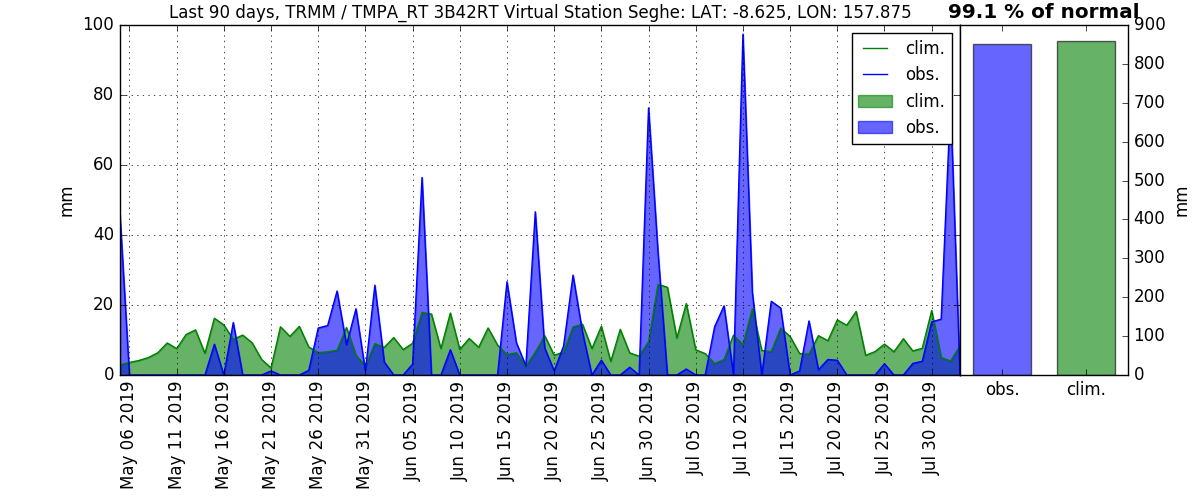 Last 90 days, TRMM / TMPA_RT 3B42RT Virtual Station Seghe: LAT: -8.625, LON: 157.875
99.1 % of normal
100
80
60
40
20
0
mm
clim.
obs.
clim.
obs.
900
800
700
600
500
400
300
200
100
0
mm
May 06 2019
May 11 2019
May 16 2019
May 21 2019
May 26 2019
May 31 2019
Jun 05 2019
Jun 10 2019
Jun 15 2019
Jun 20 2019
Jun 25 2019
Jun 30 2019
Jul 05 2019
Jul 10 2019
Jul 15 2019
Jul 20 2019
Jul 25 2019
Jul 30 2019
obs.
clim.